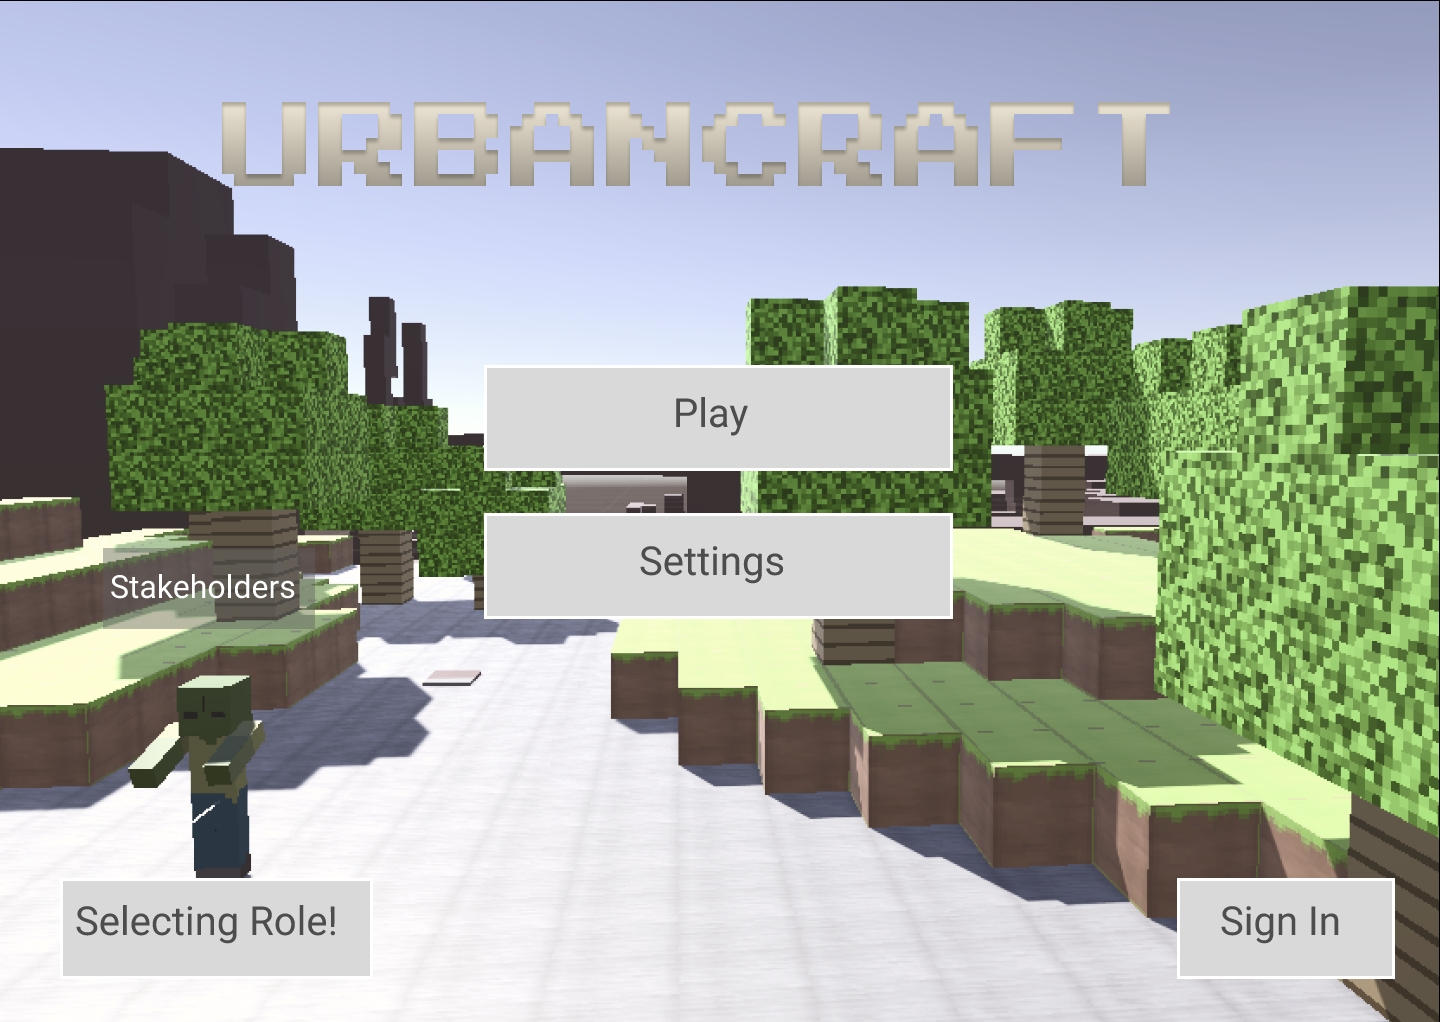 URBANCRAFT
Play
Settings
Stakeholders
Selecting Role!
Sign In